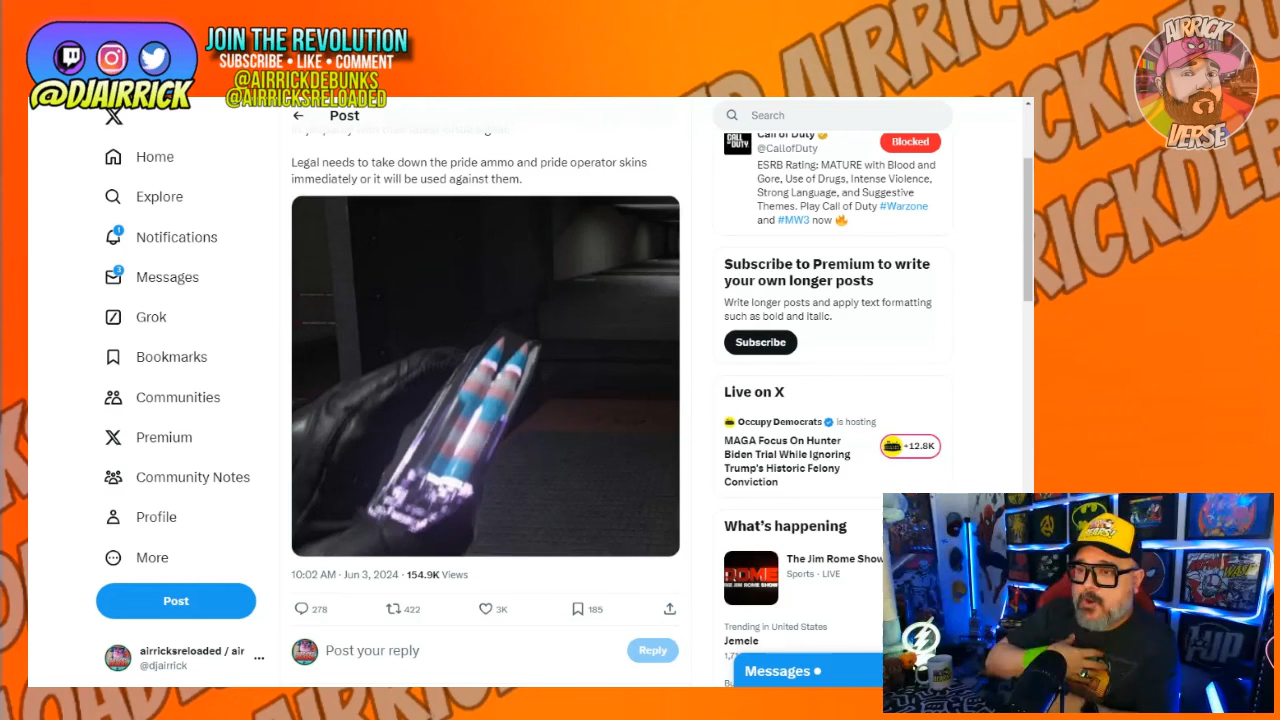 JOIN THE REVOLUTION
SUBSCRIBE • LIKE • COMMENT
@AIRRICKDEBUNKS
@AIRRICKSRELOADED
@DJAIRRICK
AIRRICK
VERSE
Home
Explore
Notifications
1
Messages
3
Grok
Bookmarks
Communities
Premium
Community Notes
Profile
More
Post
airricksreloaded / air
@djairrick
...
Post
Legal needs to take down the pride ammo and pride operator skins
immediately or it will be used against them.
10:02 AM · Jun 3, 2024 · 154.9K Views
278
422
3K
185
Post your reply
Reply
Search
CALL OF DUTY
Call of Duty
@CallofDuty
Blocked
ESRB Rating: MATURE with Blood and
Gore, Use of Drugs, Intense Violence,
Strong Language, and Suggestive
Themes. Play Call of Duty #Warzone
and #MW3 now 🔥
Subscribe to Premium to write
your own longer posts
Write longer posts and apply text formatting
such as bold and italic.
Subscribe
Live on X
Occupy Democrats is hosting
MAGA Focus On Hunter
Biden Trial While Ignoring
Trump's Historic Felony
Conviction
+12.8K
What's happening
ROME
The Jim Rome Show
Sports · LIVE
Trending in United States
Jemele
Messages
1UP